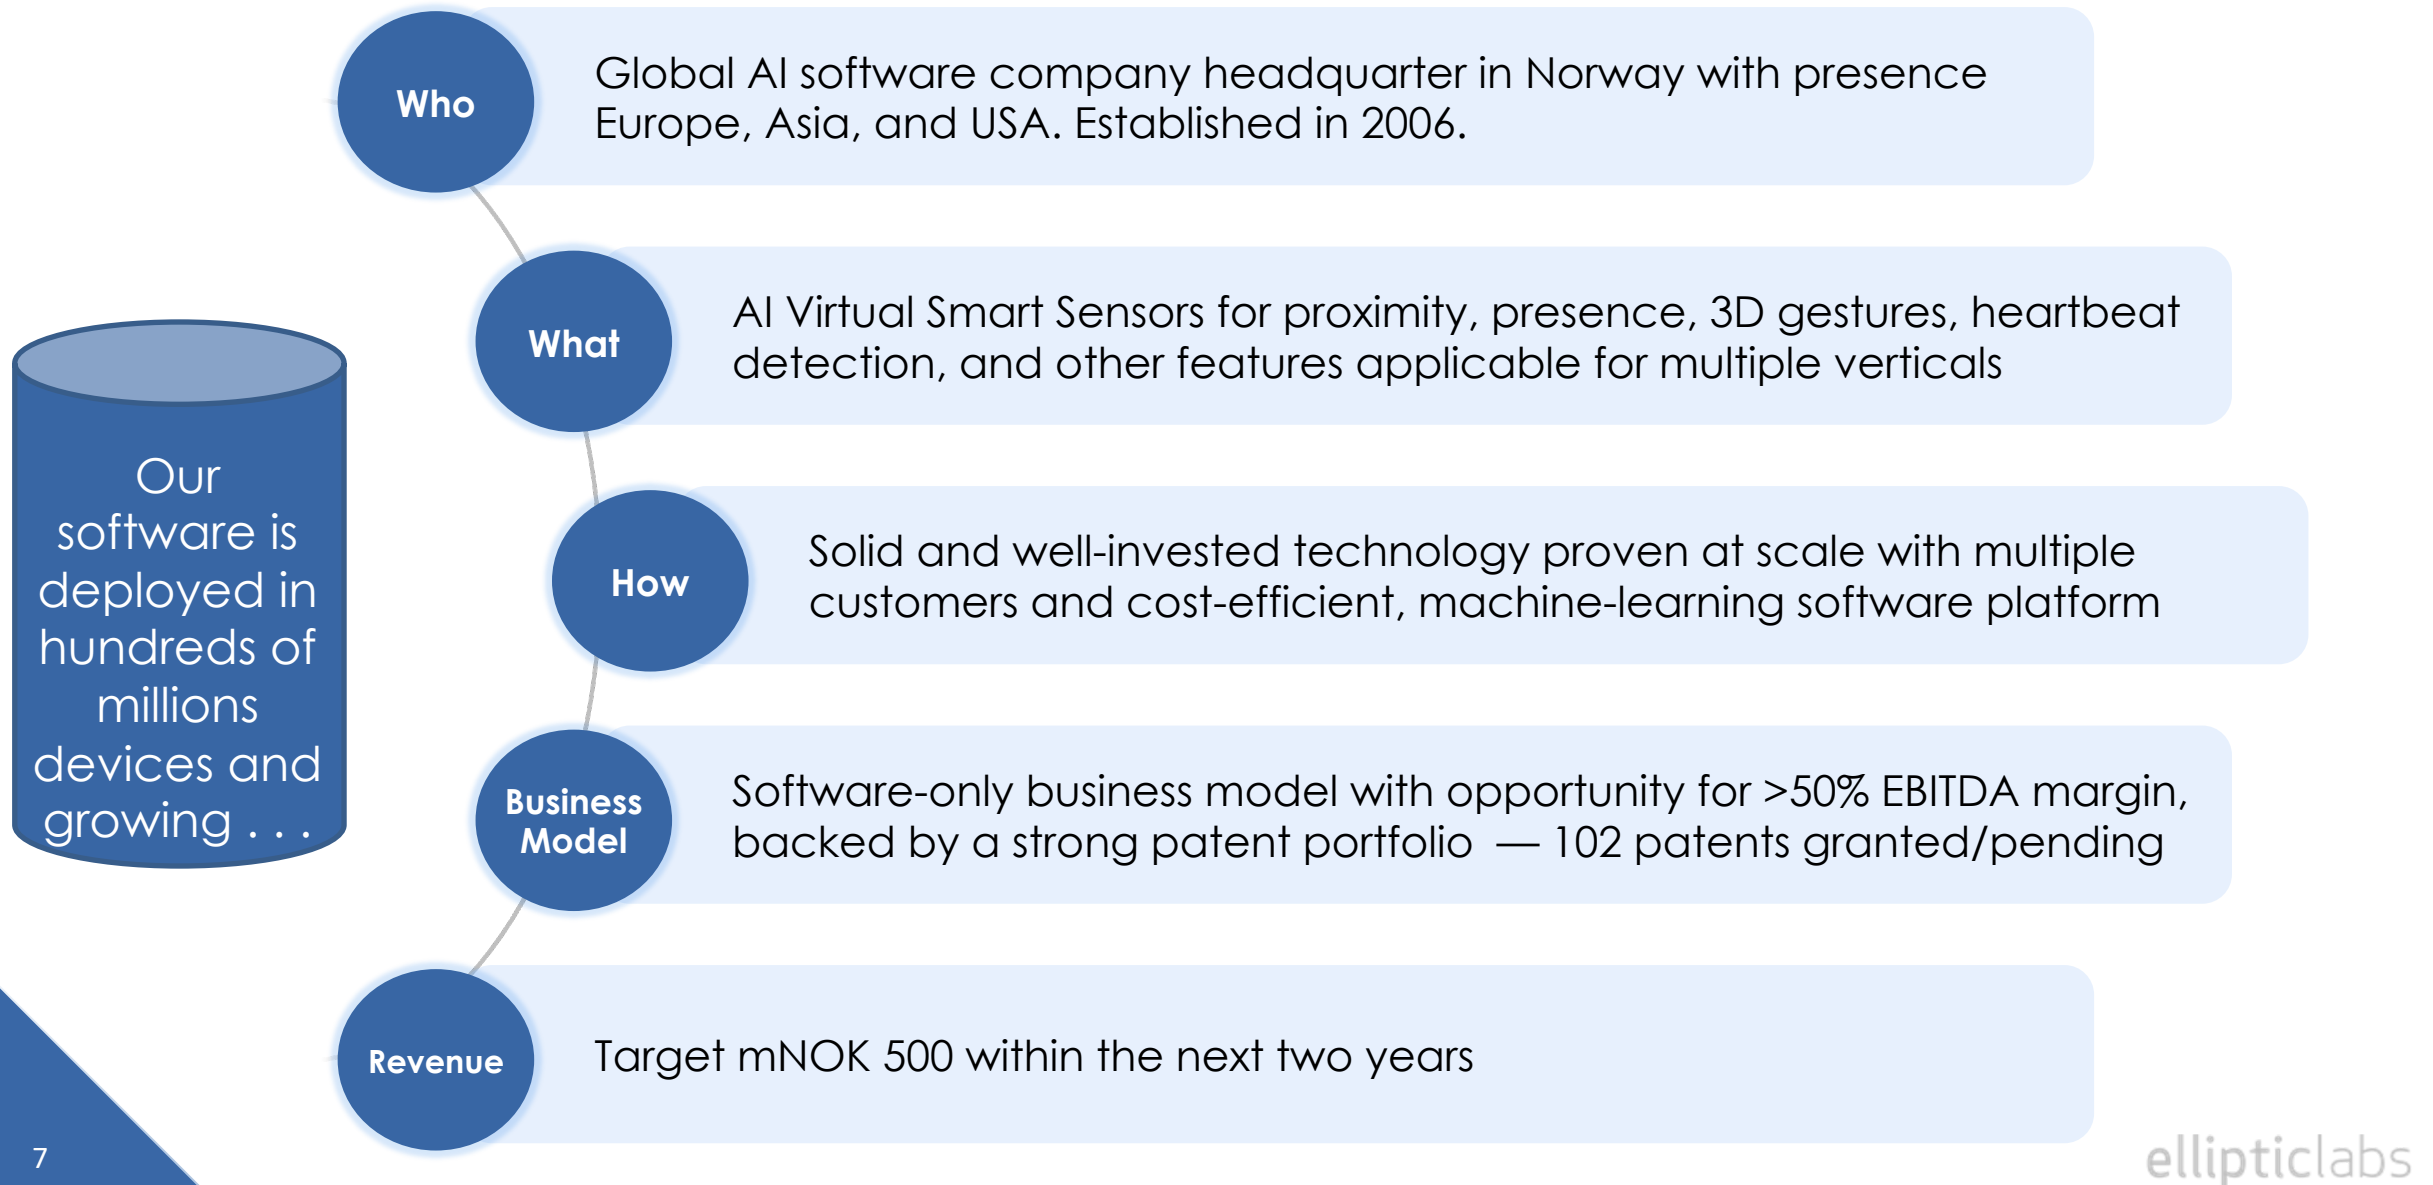 Who
Global AI software company headquarter in Norway with presence
Europe, Asia, and USA. Established in 2006.
What
AI Virtual Smart Sensors for proximity, presence, 3D gestures, heartbeat
detection, and other features applicable for multiple verticals
Our
software is
deployed in
hundreds of
millions
devices and
growing . . .
How
Solid and well-invested technology proven at scale with multiple
customers and cost-efficient, machine-learning software platform
Business
Model
Software-only business model with opportunity for >50% EBITDA margin,
backed by a strong patent portfolio — 102 patents granted/pending
Revenue
Target mNOK 500 within the next two years
7
ellipticlabs